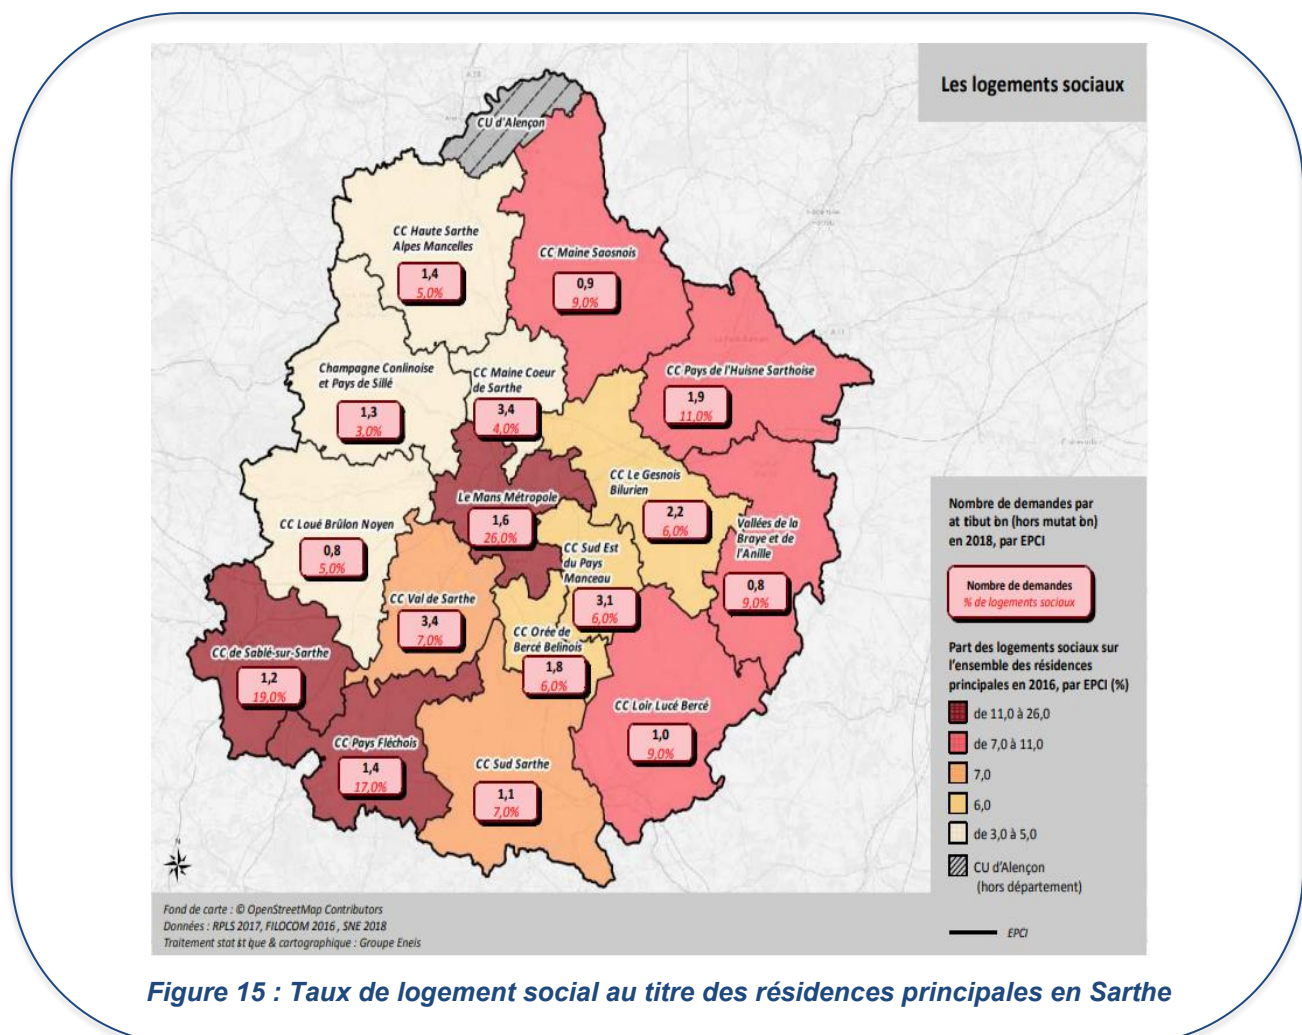 Les logements sociaux
CU d'Alençon
CC Haute Sarthe
Alpes Mancelles
1,4
5,0%
CC Maine Saosnois
0,9
9,0%
Champagne Conlinoise
et Pays de Sillé
1,3
3,0%
CC Maine Coeur
de Sarthe
3,4
4,0%
CC Pays de l'Huisne Sarthoise
1,9
11,0%
Le Mans Métropole
1,6
26,0%
CC Le Gesnois
Bilurien
2,2
6,0%
Vallées de la
Braye et de
l'Anille
0,8
9,0%
CC Loué Brûlon Noyen
0,8
5,0%
CC Sud Est
du Pays
Manceau
3,1
6,0%
CC Val de Sarthe
3,4
7,0%
CC Orée de
Bercé Belinois
1,8
6,0%
CC de Sablé-sur-Sarthe
1,2
19,0%
CC Loir Lucé Bercé
1,0
9,0%
CC Pays Fléchois
1,4
17,0%
CC Sud Sarthe
1,1
7,0%
Nombre de demandes par
at tibut on (hors mutat on)
en 2018, par EPCI
Nombre de demandes
% de logements sociaux
Part des logements sociaux sur
l'ensemble des résidences
principales en 2016, par EPCI (%)
de 11,0 à 26,0
de 7,0 à 11,0
7,0
6,0
de 3,0 à 5,0
CU d'Alençon
(hors département)
EPCI
N
Fond de carte : © OpenStreetMap Contributors
Données : RPLS 2017, FILOCOM 2016 , SNE 2018
Traitement stat st que & cartographique : Groupe Eneis
Figure 15 : Taux de logement social au titre des résidences principales en Sarthe